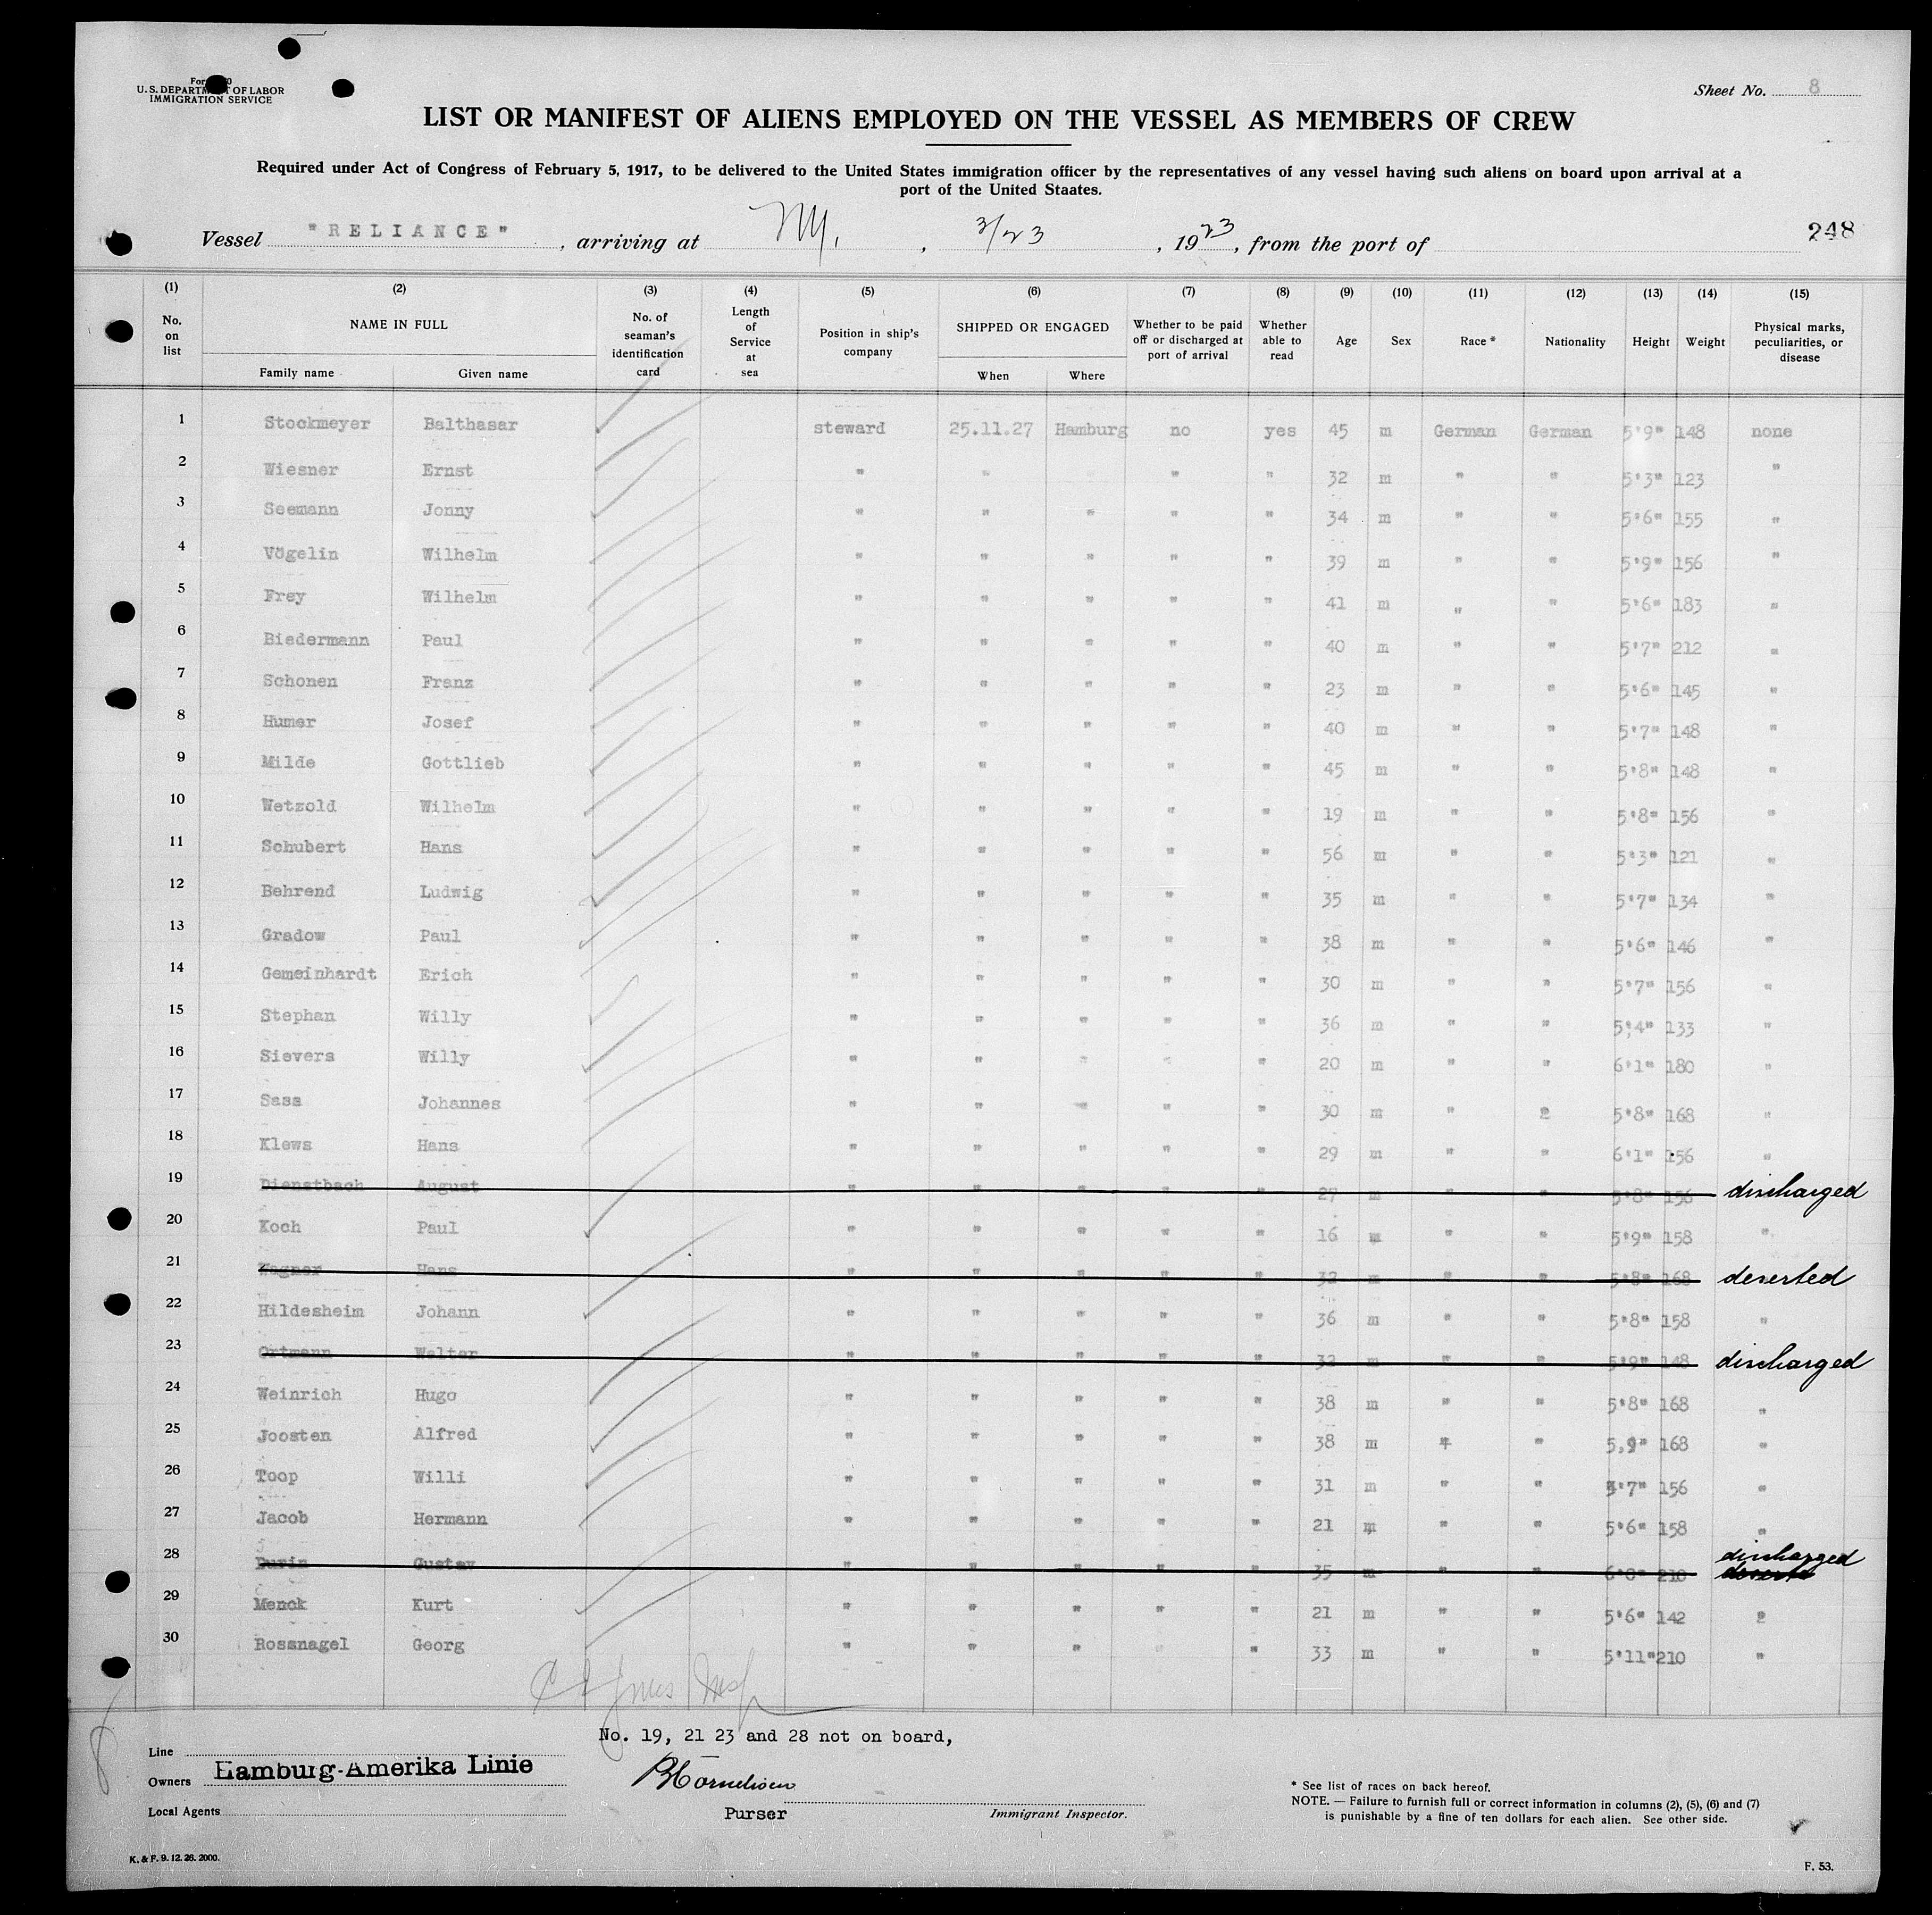 U.S. DEPARTMENT OF LABOR
IMMIGRATION SERVICE
Sheet No. 8
LIST OR MANIFEST OF ALIENS EMPLOYED ON THE VESSEL AS MEMBERS OF CREW
Required under Act of Congress of February 5, 1917, to be delivered to the United States immigration officer by the representatives of any vessel having such aliens on board upon arrival at a
port of the United Staates.
Vessel "RELIANCE", arriving at NY, 3/23, 1923, from the port of
248
(1) (2) (3) (4) (5) (6) (7) (8) (9) (10) (11) (12) (13) (14) (15)
No. on list NAME IN FULL Family name Given name No. of seaman's identification card Length of Service at sea Position in ship's company SHIPPED OR ENGAGED When Where Whether to be paid off or discharged at port of arrival Whether able to read Age Sex Race * Nationality Height Weight Physical marks, peculiarities, or disease
1 Stockmeyer Balthasar steward 25.11.27 Hamburg no yes 45 m German German 5'9" 148 none
2 Wiesner Ernst " " " " " 32 m " " 5'3" 123 "
3 Seemann Jonny " " " " " 34 m " " 5'6" 155 "
4 Vögelin Wilhelm " " " " " 39 m " " 5'9" 156 "
5 Frey Wilhelm " " " " " 41 m " " 5'6" 183 "
6 Biedermann Paul " " " " " 40 m " " 5'7" 212 "
7 Schonen Franz " " " " " 23 m " " 5'6" 145 "
8 Humer Josef " " " " " 40 m " " 5'7" 148 "
9 Milde Gottlieb " " " " " 45 m " " 5'8" 148 "
10 Wetzold Wilhelm " " " " " 19 m " " 5'8" 156 "
11 Schubert Hans " " " " " 56 m " " 5'3" 121 "
12 Behrend Ludwig " " " " " 35 m " " 5'7" 134 "
13 Gradow Paul " " " " " 38 m " " 5'6" 146 "
14 Gemeinhardt Erich " " " " " 30 m " " 5'7" 156 "
15 Stephan Willy " " " " " 36 m " " 5'4" 133 "
16 Sievers Willy " " " " " 20 m " " 6'1" 180 "
17 Sass Johannes " " " " " 30 m " " 5'8" 168 "
18 Klews Hans " " " " " 29 m " " 6'1" 156 "
19 Dienstbach August " " " " " 27 m " " 5'8" 156 discharged
20 Koch Paul " " " " " 16 m " " 5'9" 158 "
21 Wagner Hans " " " " " 32 m " " 5'8" 168 deserted
22 Hildesheim Johann " " " " " 36 m " " 5'8" 158 "
23 Ortmann Walter " " " " " 32 m " " 5'9" 148 discharged
24 Weinrich Hugo " " " " " 38 m " " 5'8" 168 "
25 Joosten Alfred " " " " " 38 m " " 5,9" 168 "
26 Toop Willi " " " " " 31 m " " 5'7" 156 "
27 Jacob Hermann " " " " " 21 m " " 5'6" 158 "
28 Durin Gustav " " " " " 35 m " " 6'0" 210 discharged
29 Menck Kurt " " " " " 21 m " " 5'6" 142 "
30 Rossnagel Georg " " " " " 33 m " " 5'11" 210 "
No. 19, 21 23 and 28 not on board,
Line
Owners Hamburg-Amerika Linie
Local Agents
Purser
Immigrant Inspector.
* See list of races on back hereof.
NOTE. — Failure to furnish full or correct information in columns (2), (5), (6) and (7)
is punishable by a fine of ten dollars for each alien. See other side.
8
K. & F. 9. 12. 26. 2000.
F. 53.